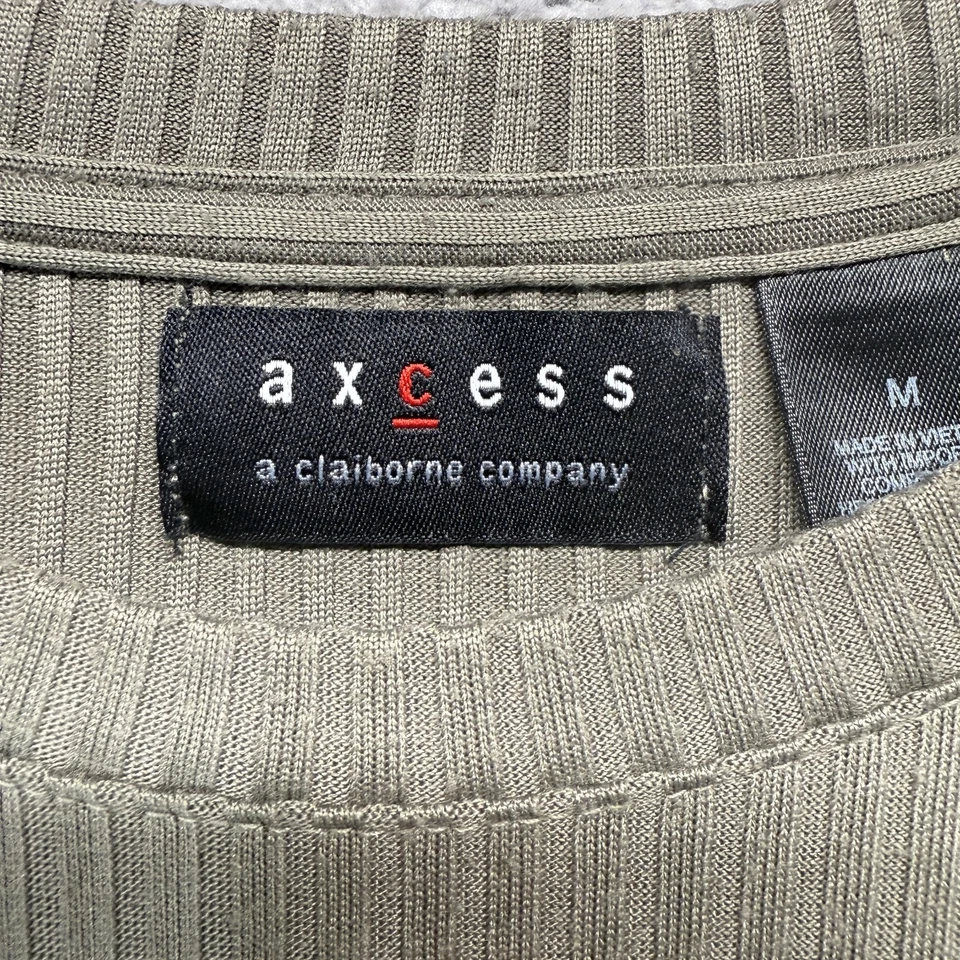 axcess
a claiborne company
M
MADE IN VIET
WITH IMPOR